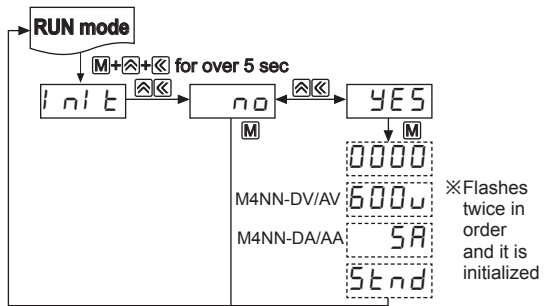 RUN mode
M+≪ for over 5 sec
InIt
no
YES
M
M
0000
M4NN-DV/AV
600v
※Flashes
twice in
order
and it is
initialized
M4NN-DA/AA
5A
Stnd